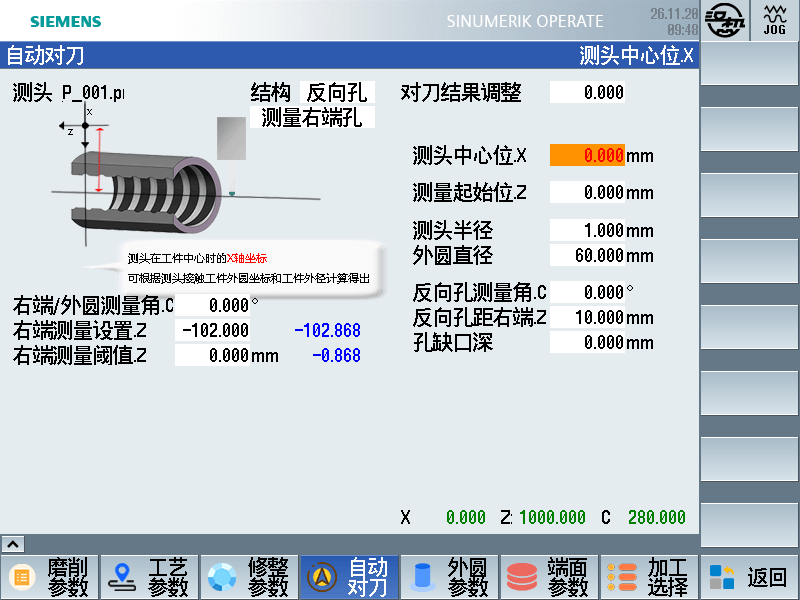 SIEMENS
SINUMERIK OPERATE
26.11.20
09:48
JOG
自动对刀
测头中心位.X
测头 P_001.p
结构 反向孔
测量右端孔
对刀结果调整 0.000
x
z
测头中心位.X 0.000 mm
测量起始位.Z 0.000 mm
测头半径 1.000 mm
外圆直径 60.000 mm
测头在工件中心时的X轴坐标
可根据测头接触工件外圆坐标和工件外径计算得出
反向孔测量角.C 0.000 °
反向孔距右端.Z 10.000 mm
孔缺口深 0.000 mm
右端/外圆测量角.C 0.000 °
右端测量设置.Z -102.000 -102.868
右端测量阈值.Z 0.000 mm -0.868
X 0.000 Z: 1000.000 C 280.000
磨削参数
工艺参数
修整参数
自动对刀
外圆参数
端面参数
加工选择
返回